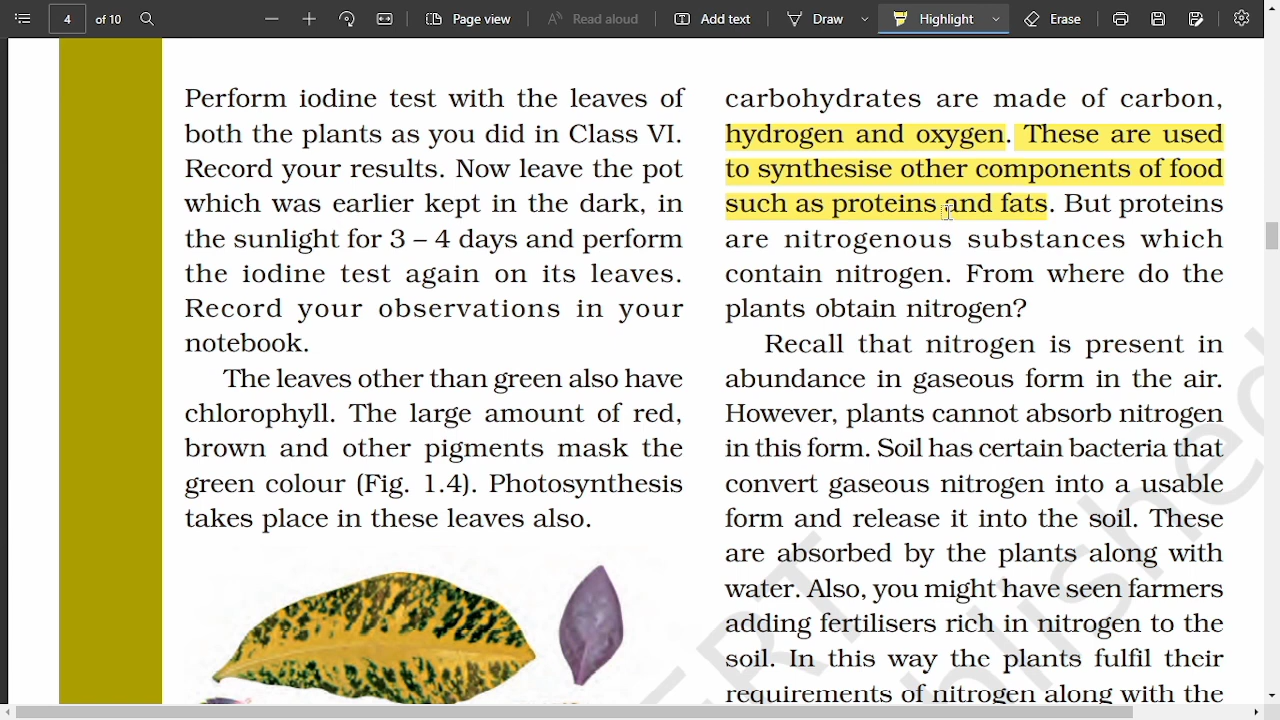 4 of 10 Page view Read aloud Add text Draw Highlight Erase
Perform iodine test with the leaves of
both the plants as you did in Class VI.
Record your results. Now leave the pot
which was earlier kept in the dark, in
the sunlight for 3 – 4 days and perform
the iodine test again on its leaves.
Record your observations in your
notebook.
The leaves other than green also have
chlorophyll. The large amount of red,
brown and other pigments mask the
green colour (Fig. 1.4). Photosynthesis
takes place in these leaves also.
carbohydrates are made of carbon,
hydrogen and oxygen. These are used
to synthesise other components of food
such as proteins and fats. But proteins
are nitrogenous substances which
contain nitrogen. From where do the
plants obtain nitrogen?
Recall that nitrogen is present in
abundance in gaseous form in the air.
However, plants cannot absorb nitrogen
in this form. Soil has certain bacteria that
convert gaseous nitrogen into a usable
form and release it into the soil. These
are absorbed by the plants along with
water. Also, you might have seen farmers
adding fertilisers rich in nitrogen to the
soil. In this way the plants fulfil their
requirements of nitrogen along with the